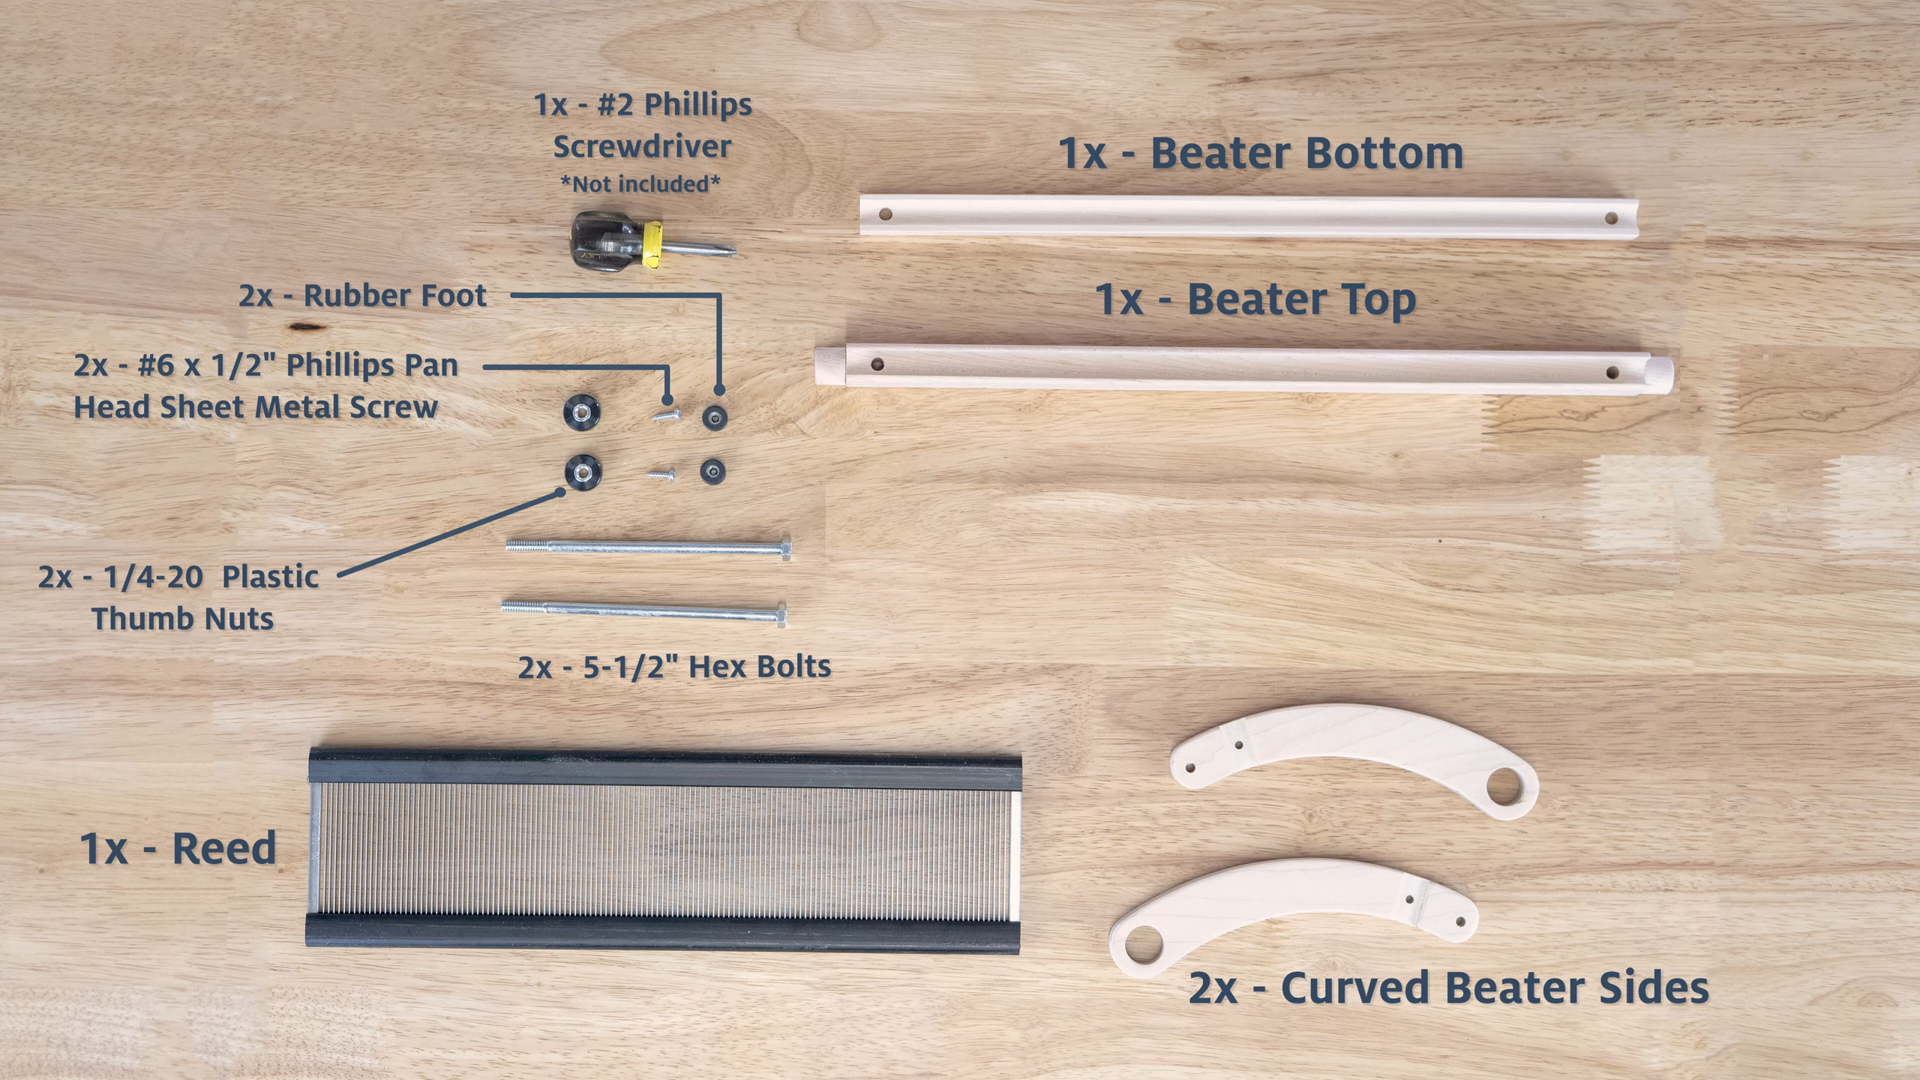 1x - #2 Phillips
Screwdriver
*Not included*
1x - Beater Bottom
2x - Rubber Foot
1x - Beater Top
2x - #6 x 1/2" Phillips Pan
Head Sheet Metal Screw
2x - 1/4-20 Plastic
Thumb Nuts
2x - 5-1/2" Hex Bolts
1x - Reed
2x - Curved Beater Sides